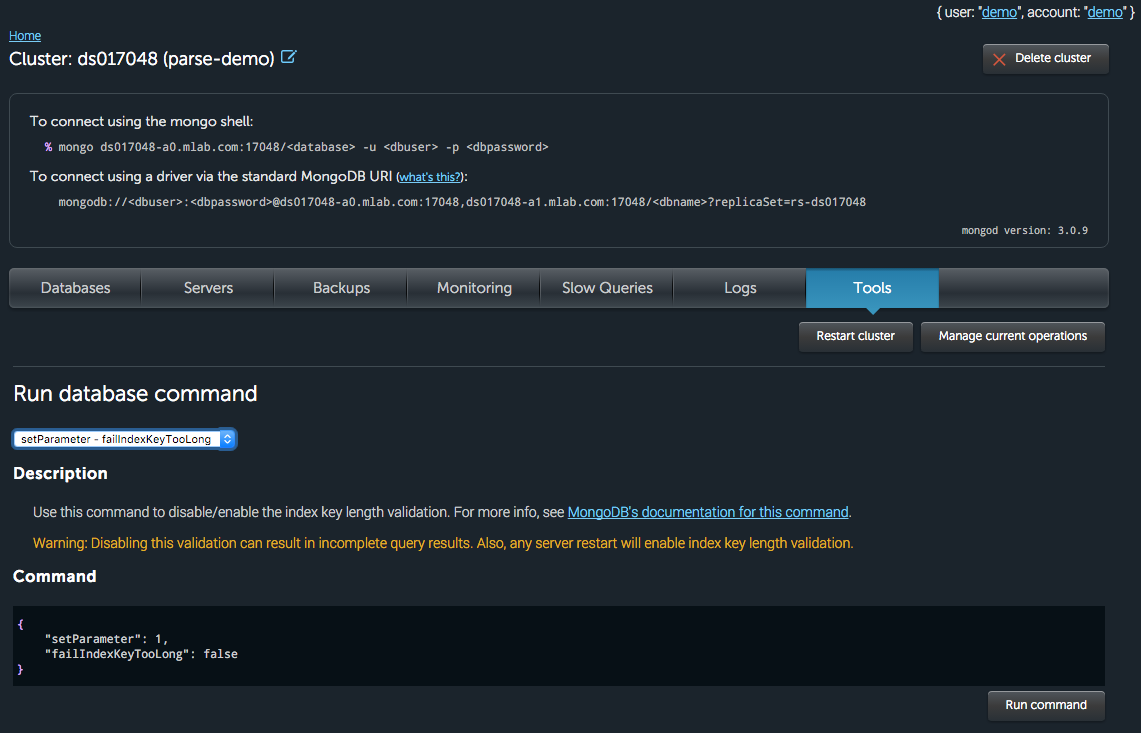 { user: "demo", account: "demo" }
Home
Cluster: ds017048 (parse-demo)
Delete cluster
To connect using the mongo shell:
% mongo ds017048-a0.mlab.com:17048/<database> -u <dbuser> -p <dbpassword>
To connect using a driver via the standard MongoDB URI (what's this?):
mongodb://<dbuser>:<dbpassword>@ds017048-a0.mlab.com:17048,ds017048-a1.mlab.com:17048/<dbname>?replicaSet=rs-ds017048
mongod version: 3.0.9
Databases Servers Backups Monitoring Slow Queries Logs Tools
Restart cluster Manage current operations
Run database command
setParameter - failIndexKeyTooLong
Description
Use this command to disable/enable the index key length validation. For more info, see MongoDB's documentation for this command.
Warning: Disabling this validation can result in incomplete query results. Also, any server restart will enable index key length validation.
Command
{
"setParameter": 1,
"failIndexKeyTooLong": false
}
Run command